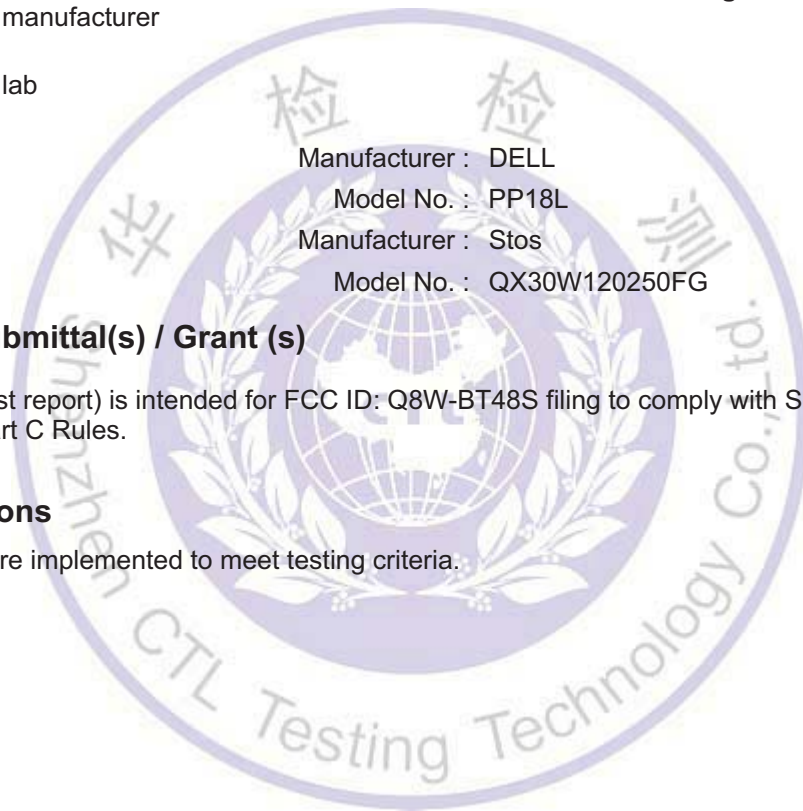 manufacturer
lab
Manufacturer : DELL
Model No. : PP18L
Manufacturer : Stos
Model No. : QX30W120250FG
bmittal(s) / Grant (s)
st report) is intended for FCC ID: Q8W-BT48S filing to comply with S
rt C Rules.
ons
re implemented to meet testing criteria.
华 检 检 测
Shenzhen CTL Testing Technology Co., Ltd.